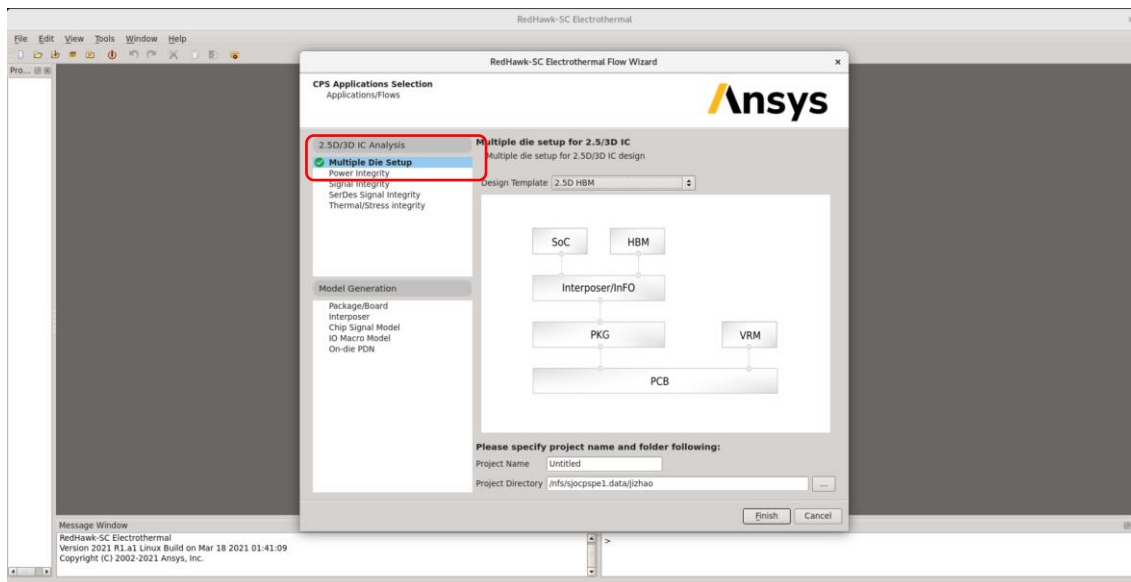 RedHawk-SC Electrothermal
File Edit View Tools Window Help
Pro...
RedHawk-SC Electrothermal Flow Wizard
CPS Applications Selection
Applications/Flows
Ansys
2.5D/3D IC Analysis
Multiple Die Setup
Power Integrity
Signal Integrity
SerDes Signal Integrity
Thermal/Stress integrity
Model Generation
Package/Board
Interposer
Chip Signal Model
IO Macro Model
On-die PDN
Multiple die setup for 2.5/3D IC
Multiple die setup for 2.5D/3D IC design
Design Template 2.5D HBM
SoC HBM
Interposer/InFO
PKG VRM
PCB
Please specify project name and folder following:
Project Name Untitled
Project Directory /nfs/sjocpspe1.data/jizhao ...
Finish Cancel
Message Window
RedHawk-SC Electrothermal
Version 2021 R1.a1 Linux Build on Mar 18 2021 01:41:09
Copyright (C) 2002-2021 Ansys, Inc.
>